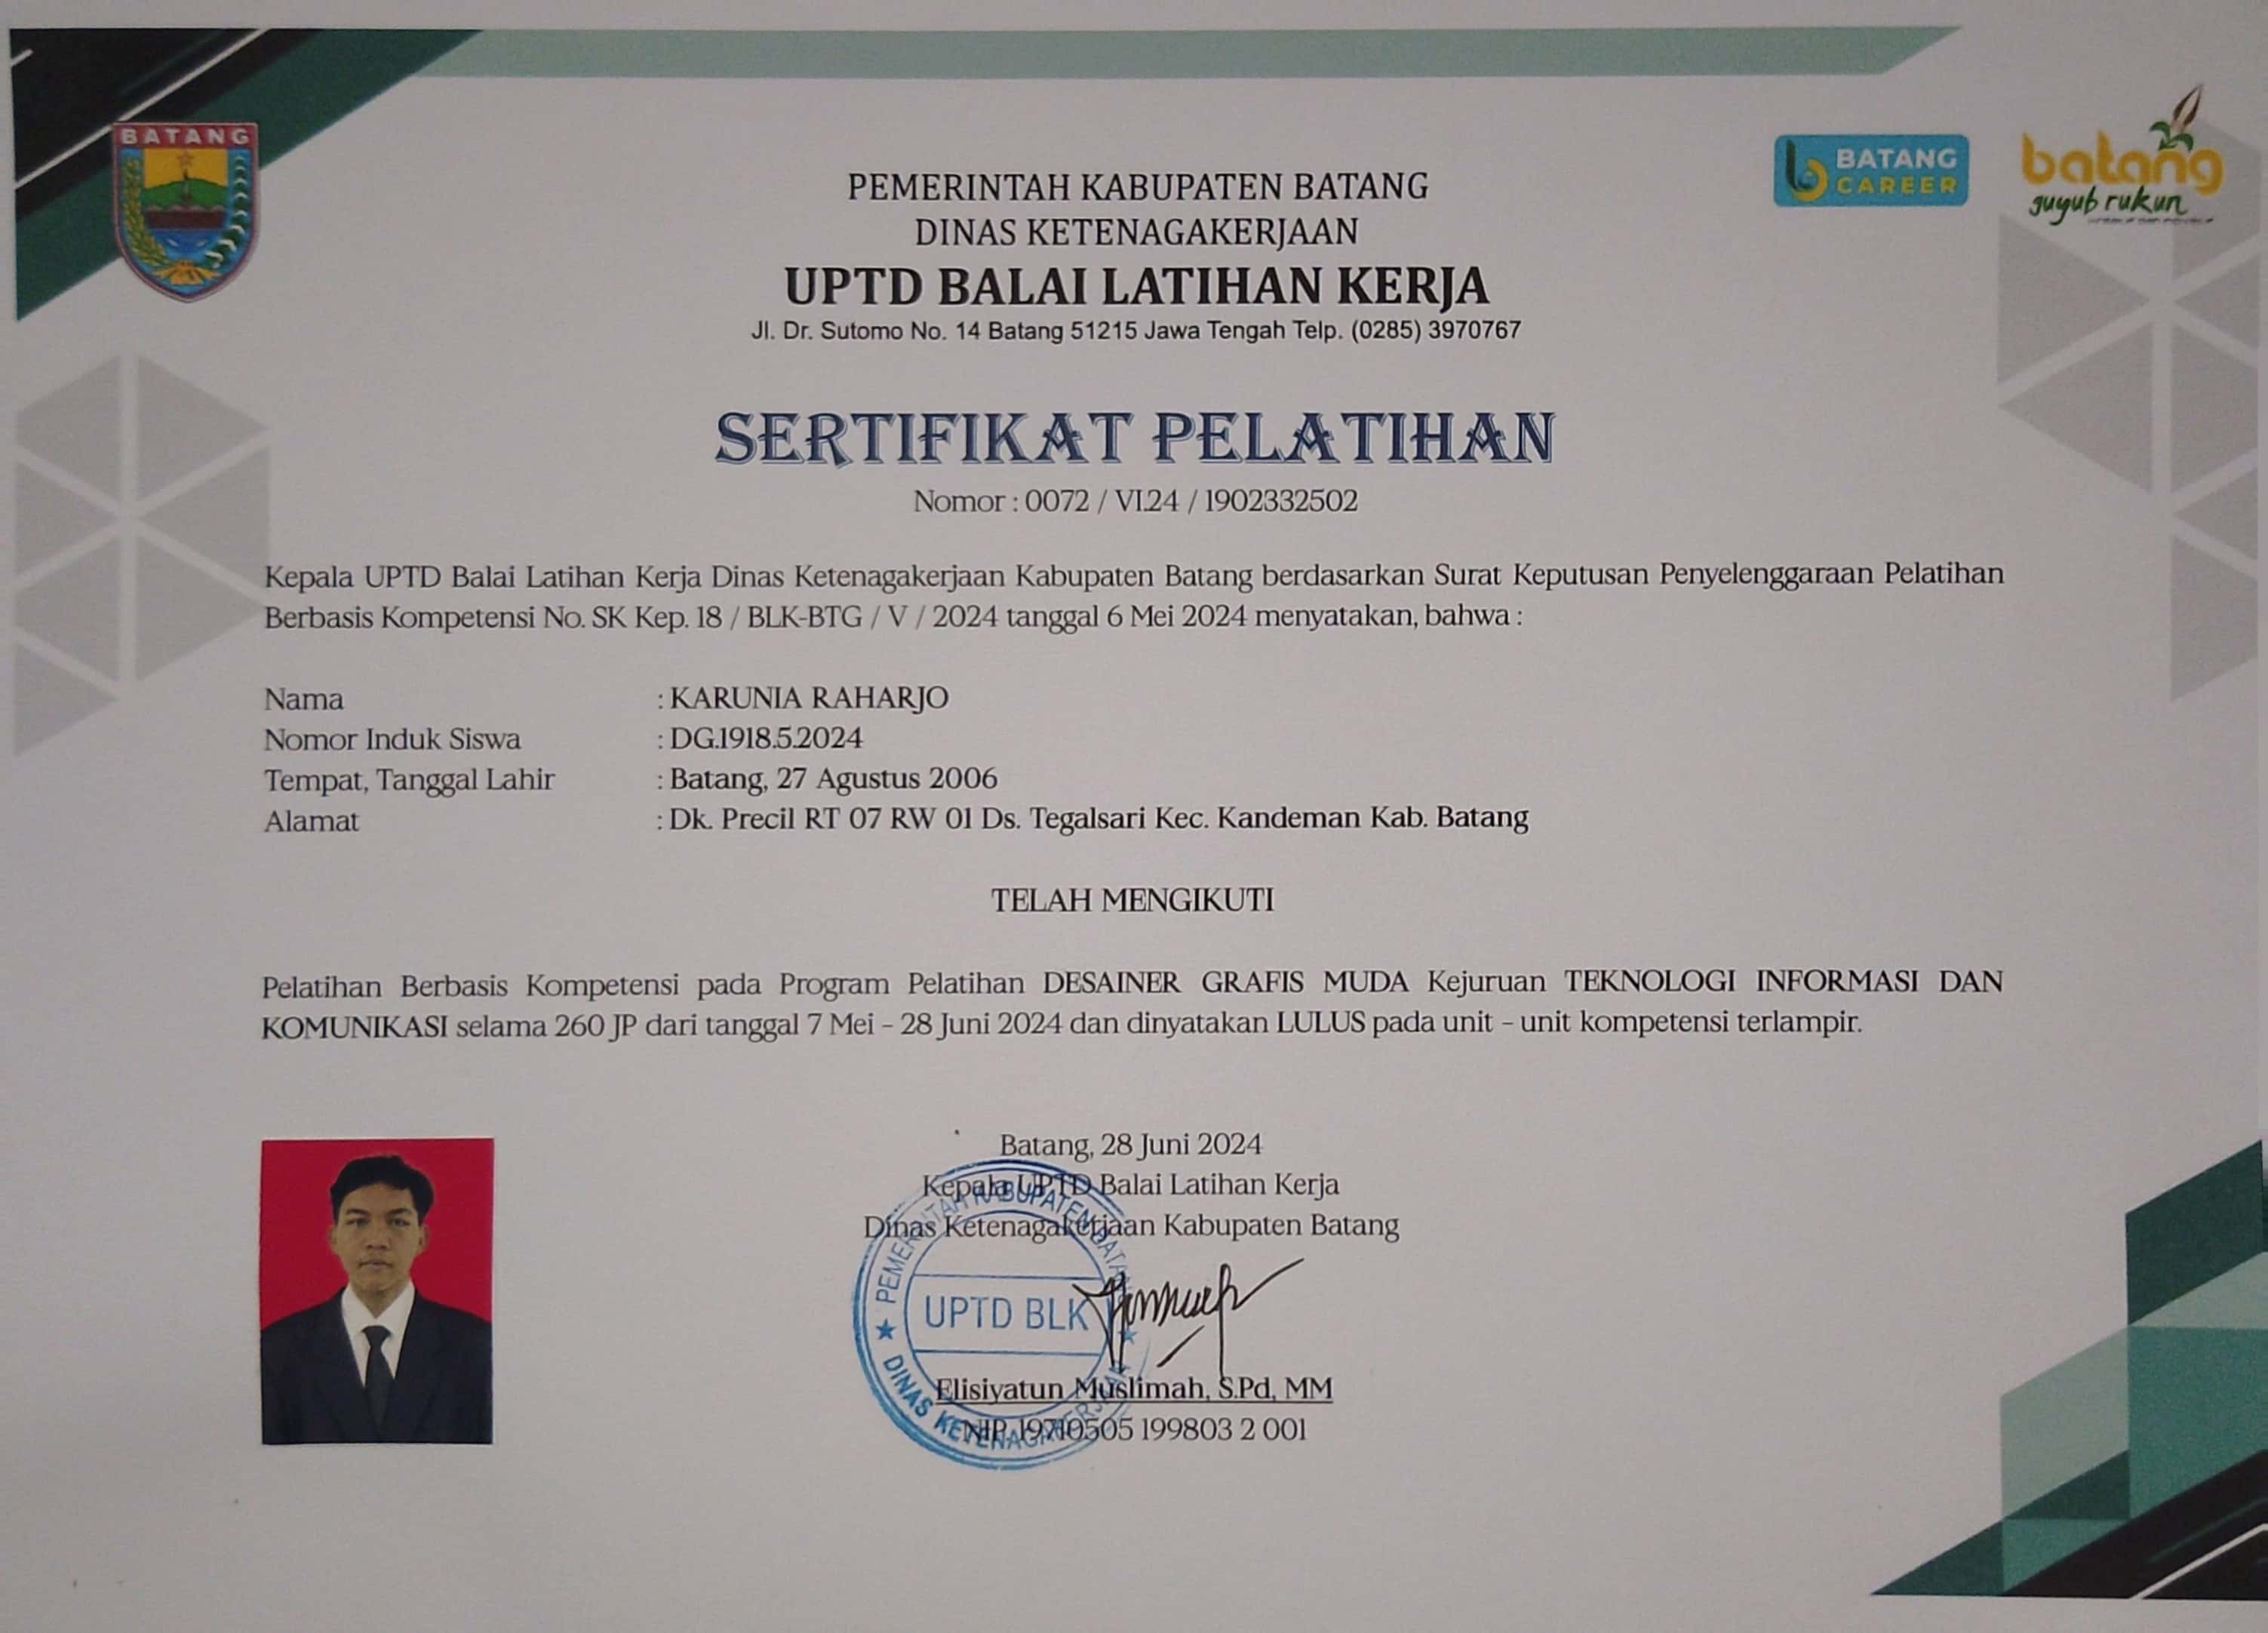 BATANG
BATANG
CAREER
batang
guyub rukun
PEMERINTAH KABUPATEN BATANG
DINAS KETENAGAKERJAAN
UPTD BALAI LATIHAN KERJA
Jl. Dr. Sutomo No. 14 Batang 51215 Jawa Tengah Telp. (0285) 3970767
SERTIFIKAT PELATIHAN
Nomor : 0072 / VI.24 / 1902332502
Kepala UPTD Balai Latihan Kerja Dinas Ketenagakerjaan Kabupaten Batang berdasarkan Surat Keputusan Penyelenggaraan Pelatihan
Berbasis Kompetensi No. SK Kep. 18 / BLK-BTG / V / 2024 tanggal 6 Mei 2024 menyatakan, bahwa :
Nama : KARUNIA RAHARJO
Nomor Induk Siswa : DG.1918.5.2024
Tempat, Tanggal Lahir : Batang, 27 Agustus 2006
Alamat : Dk. Precil RT 07 RW 01 Ds. Tegalsari Kec. Kandeman Kab. Batang
TELAH MENGIKUTI
Pelatihan Berbasis Kompetensi pada Program Pelatihan DESAINER GRAFIS MUDA Kejuruan TEKNOLOGI INFORMASI DAN
KOMUNIKASI selama 260 JP dari tanggal 7 Mei – 28 Juni 2024 dan dinyatakan LULUS pada unit – unit kompetensi terlampir.
Batang, 28 Juni 2024
Kepala UPTD Balai Latihan Kerja
Dinas Ketenagakerjaan Kabupaten Batang
PEMERINTAH KABUPATEN BATANG
UPTD BLK
DINAS KETENAGAKERJAAN
Elisiyatun Muslimah, S.Pd, MM
NIP. 19710505 199803 2 001